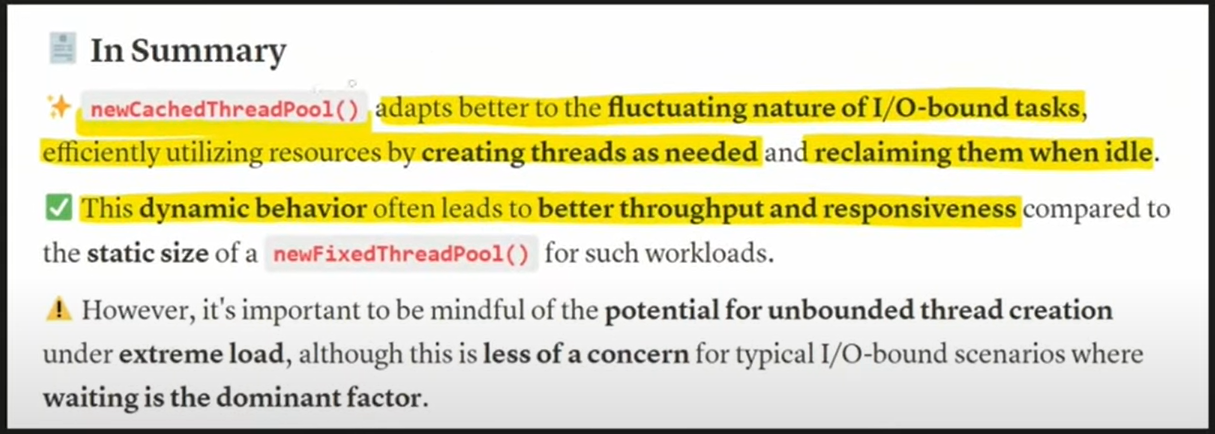 In Summary
newCachedThreadPool() adapts better to the fluctuating nature of I/O-bound tasks,
efficiently utilizing resources by creating threads as needed and reclaiming them when idle.
This dynamic behavior often leads to better throughput and responsiveness compared to
the static size of a newFixedThreadPool() for such workloads.
However, it's important to be mindful of the potential for unbounded thread creation
under extreme load, although this is less of a concern for typical I/O-bound scenarios where
waiting is the dominant factor.